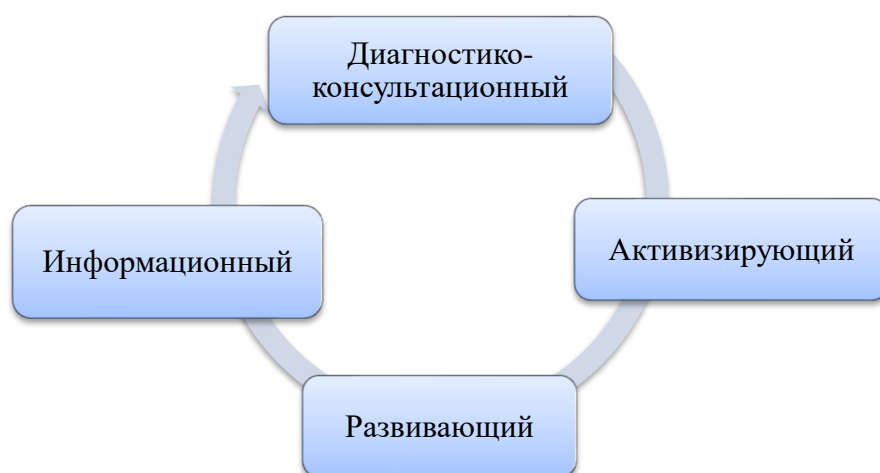 Диагностико-
консультационный
Активизирующий
Информационный
Развивающий